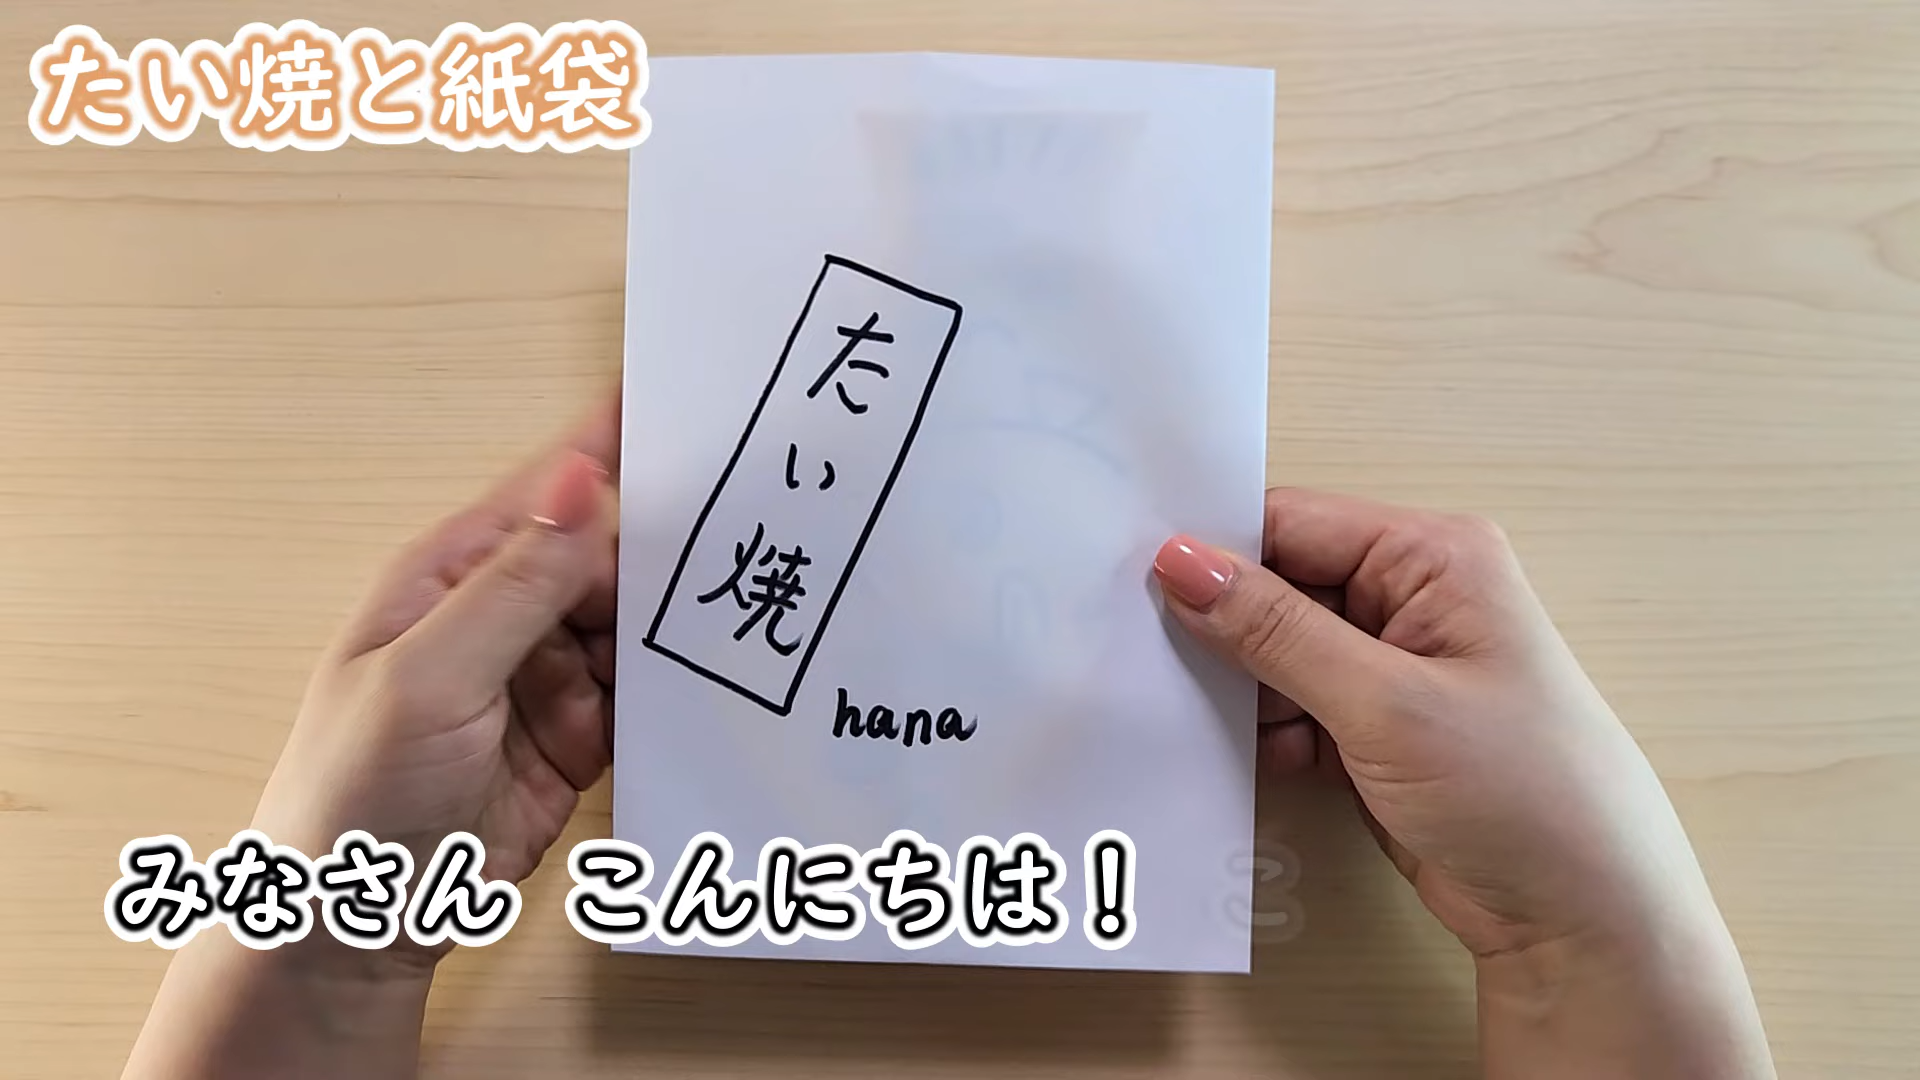 たい焼と紙袋
たい焼
hana
みなさん こんにちは！
こ